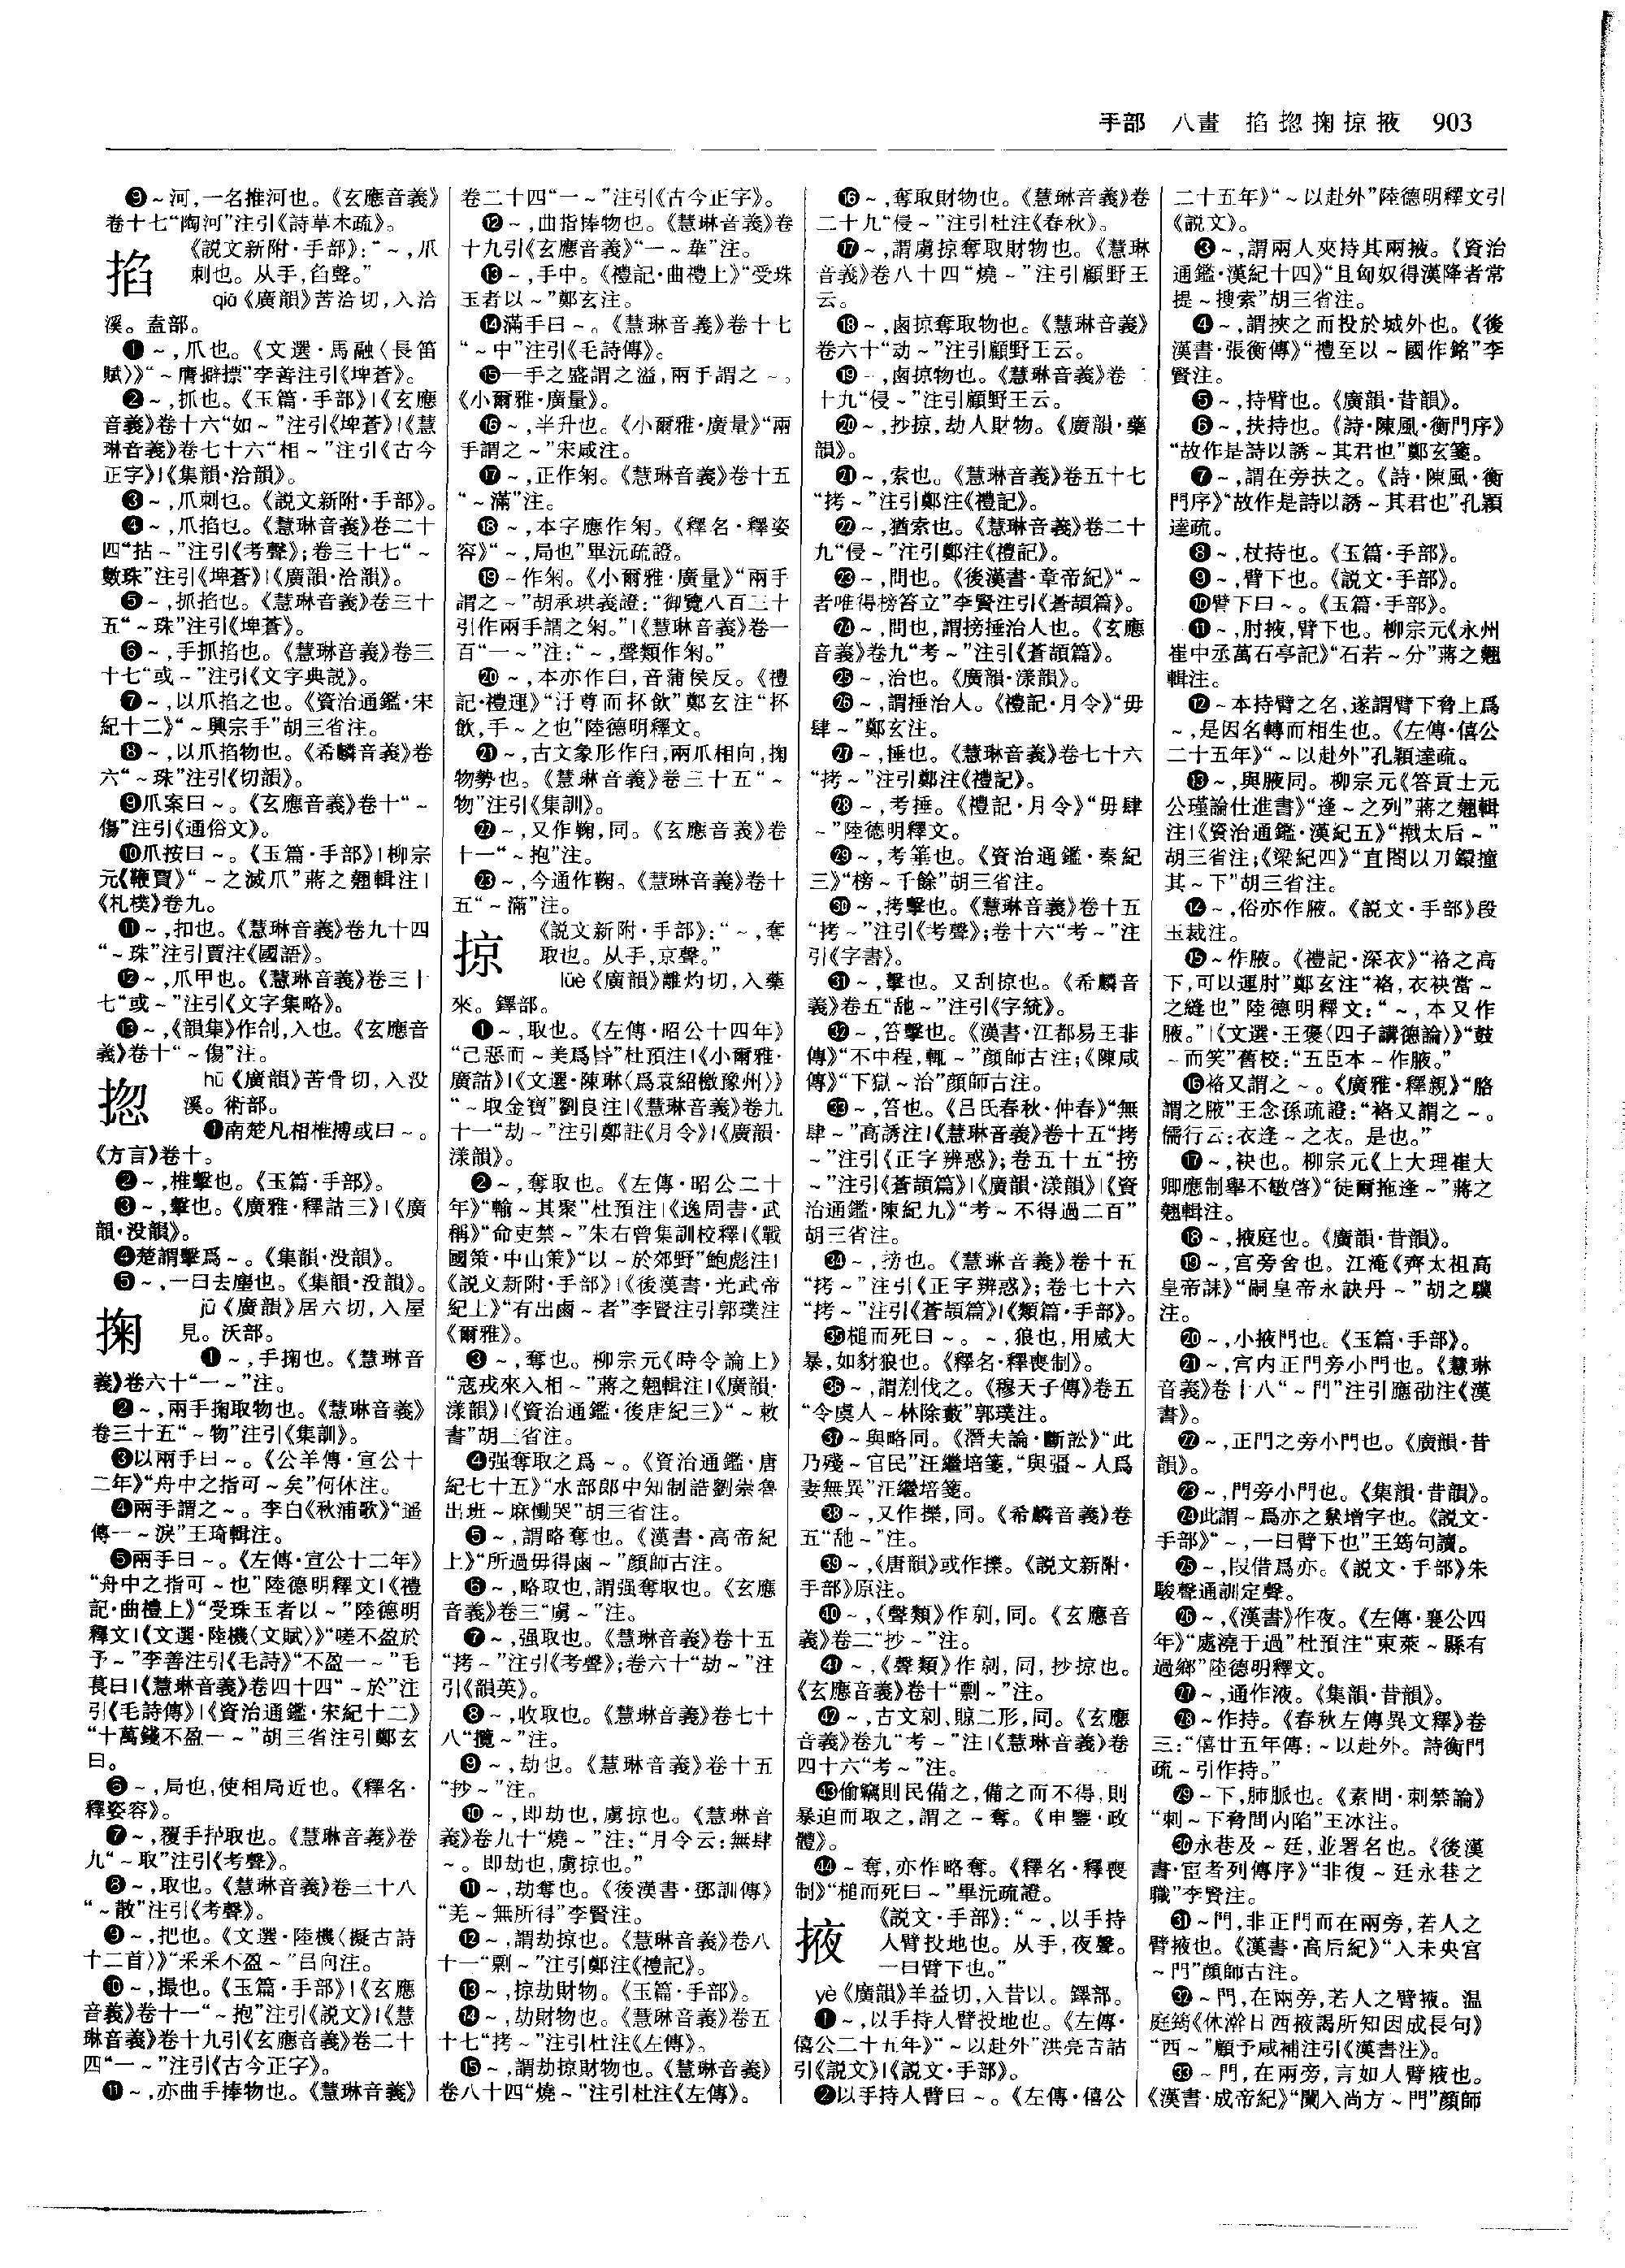 手部　八畫　掐揔掬掠掖　903
❾～,河,一名推河也。《玄應音義》
卷十七“陶河”注引《詩草木疏》。
掐
《説文新附·手部》：“～,爪
刺也。从手,臽聲。”
qiā《廣韻》苦洽切,入洽
溪。盍部。
❶～,爪也。《文選·馬融〈長笛
賦〉》“～膺擗摽”李善注引《埤蒼》。
❷～,抓也。《玉篇·手部》|《玄應
音義》卷十六“如～”注引《埤蒼》|《慧
琳音義》卷七十六“相～”注引《古今
正字》|《集韻·洽韻》。
❸～,爪刺也。《説文新附·手部》。
❹～,爪掐也。《慧琳音義》卷二十
四“拈～”注引《考聲》；卷三十七“～
數珠”注引《埤蒼》|《廣韻·洽韻》。
❺～,抓掐也。《慧琳音義》卷三十
五“～珠”注引《埤蒼》。
❻～,手抓掐也。《慧琳音義》卷三
十七“或～”注引《文字典説》。
❼～,以爪掐之也。《資治通鑑·宋
紀十二》“～興宗手”胡三省注。
❽～,以爪掐物也。《希麟音義》卷
六“～珠”注引《切韻》。
❾爪案曰～。《玄應音義》卷十“～
傷”注引《通俗文》。
❿爪按曰～。《玉篇·手部》|柳宗
元《鞭賈》“～之滅爪”蔣之翹輯注|
《札樸》卷九。
⓫～,扣也。《慧琳音義》卷九十四
“～珠”注引賈注《國語》。
⓬～,爪甲也。《慧琳音義》卷三十
七“或～”注引《文字集略》。
⓭～,《韻集》作㓣,入也。《玄應音
義》卷十“～傷”注。
揔
hū《廣韻》苦骨切,入没
溪。術部。
❶南楚凡相椎搏或曰～。
《方言》卷十。
❷～,椎擊也。《玉篇·手部》。
❸～,擊也。《廣雅·釋詁三》|《廣
韻·没韻》。
❹楚謂擊爲～。《集韻·没韻》。
❺～,一曰去塵也。《集韻·没韻》。
掬
jū《廣韻》居六切,入屋
見。沃部。
❶～,手掬也。《慧琳音
義》卷六十“一～”注。
❷～,兩手掬取物也。《慧琳音義》
卷三十五“～物”注引《集訓》。
❸以兩手曰～。《公羊傳·宣公十
二年》“舟中之指可～矣”何休注。
❹兩手謂之～。李白《秋浦歌》“遥
傳一～淚”王琦輯注。
❺兩手曰～。《左傳·宣公十二年》
“舟中之指可～也”陸德明釋文|《禮
記·曲禮上》“受珠玉者以～”陸德明
釋文|《文選·陸機〈文賦〉》“嗟不盈於
予～”李善注引《毛詩》“不盈一～”毛
萇曰|《慧琳音義》卷四十四“～於”注
引《毛詩傳》|《資治通鑑·宋紀十二》
“十萬錢不盈一～”胡三省注引鄭玄
曰。
❻～,局也,使相局近也。《釋名·
釋姿容》。
❼～,覆手抄取也。《慧琳音義》卷
九“～取”注引《考聲》。
❽～,取也。《慧琳音義》卷三十八
“～散”注引《考聲》。
❾～,把也。《文選·陸機〈擬古詩
十二首〉》“采采不盈～”吕向注。
❿～,撮也。《玉篇·手部》|《玄應
音義》卷十一“～抱”注引《説文》|《慧
琳音義》卷十九引《玄應音義》卷二十
四“一～”注引《古今正字》。
⓫～,亦曲手捧物也。《慧琳音義》
卷二十四“一～”注引《古今正字》。
⓬～,曲指捧物也。《慧琳音義》卷
十九引《玄應音義》“一～華”注。
⓭～,手中。《禮記·曲禮上》“受珠
玉者以～”鄭玄注。
⓮滿手曰～。《慧琳音義》卷十七
“～中”注引《毛詩傳》。
⓯一手之盛謂之溢,兩手謂之～。
《小爾雅·廣量》。
⓰～,半升也。《小爾雅·廣量》“兩
手謂之～”宋咸注。
⓱～,正作匊。《慧琳音義》卷十五
“～滿”注。
⓲～,本字應作匊。《釋名·釋姿
容》“～,局也”畢沅疏證。
⓳～作匊。《小爾雅·廣量》“兩手
謂之～”胡承珙義證：“御覽八百三十
引作兩手謂之匊。”|《慧琳音義》卷一
百“一～”注：“～,聲類作匊。”
⓴～,本亦作臼,音蒲侯反。《禮
記·禮運》“汙尊而抔飲”鄭玄注“抔
飲,手～之也”陸德明釋文。
㉑～,古文象形作𦥑,兩爪相向,掬
物勢也。《慧琳音義》卷三十五“～
物”注引《集訓》。
㉒～,又作鞠,同。《玄應音義》卷
十一“～抱”注。
㉓～,今通作鞠。《慧琳音義》卷十
五“～滿”注。
掠
《説文新附·手部》：“～,奪
取也。从手,京聲。”
lüè《廣韻》離灼切,入藥
來。鐸部。
❶～,取也。《左傳·昭公十四年》
“己惡而～美爲昏”杜預注|《小爾雅·
廣詁》|《文選·陳琳〈爲袁紹檄豫州〉》
“～取金寶”劉良注|《慧琳音義》卷九
十一“劫～”注引鄭註《月令》|《廣韻·
漾韻》。
❷～,奪取也。《左傳·昭公二十
年》“輸～其聚”杜預注|《逸周書·武
稱》“命吏禁～”朱右曾集訓校釋|《戰
國策·中山策》“以～於郊野”鮑彪注|
《説文新附·手部》|《後漢書·光武帝
紀上》“有出鹵～者”李賢注引郭璞注
《爾雅》。
❸～,奪也。柳宗元《時令論上》
“寇戎來入相～”蔣之翹輯注|《廣韻·
漾韻》|《資治通鑑·後唐紀三》“～敕
書”胡三省注。
❹强奪取之爲～。《資治通鑑·唐
紀七十五》“水部郎中知制誥劉崇魯
出班～麻慟哭”胡三省注。
❺～,謂略奪也。《漢書·高帝紀
上》“所過毋得鹵～”顔師古注。
❻～,略取也,謂强奪取也。《玄應
音義》卷三“虜～”注。
❼～,强取也。《慧琳音義》卷十五
“拷～”注引《考聲》；卷六十“劫～”注
引《韻英》。
❽～,收取也。《慧琳音義》卷七十
八“攬～”注。
❾～,劫也。《慧琳音義》卷十五
“抄～”注。
❿～,即劫也,虜掠也。《慧琳音
義》卷九十“燒～”注：“月令云：無肆
～。即劫也,虜掠也。”
⓫～,劫奪也。《後漢書·鄧訓傳》
“羌～無所得”李賢注。
⓬～,謂劫掠也。《慧琳音義》卷八
十一“剽～”注引鄭注《禮記》。
⓭～,掠劫財物。《玉篇·手部》。
⓮～,劫財物也。《慧琳音義》卷五
十七“拷～”注引杜注《左傳》。
⓯～,謂劫掠財物也。《慧琳音義》
卷八十四“燒～”注引杜注《左傳》。
⓰～,奪取財物也。《慧琳音義》卷
二十九“侵～”注引杜注《春秋》。
⓱～,謂虜掠奪取財物也。《慧琳
音義》卷八十四“燒～”注引顧野王
云。
⓲～,鹵掠奪取物也。《慧琳音義》
卷六十“劫～”注引顧野王云。
⓳～,鹵掠物也。《慧琳音義》卷二
十九“侵～”注引顧野王云。
⓴～,抄掠,劫人財物。《廣韻·藥
韻》。
㉑～,索也。《慧琳音義》卷五十七
“拷～”注引鄭注《禮記》。
㉒～,猶索也。《慧琳音義》卷二十
九“侵～”注引鄭注《禮記》。
㉓～,問也。《後漢書·章帝紀》“～
者唯得榜笞立”李賢注引《蒼頡篇》。
㉔～,問也,謂搒捶治人也。《玄應
音義》卷九“考～”注引《蒼頡篇》。
㉕～,治也。《廣韻·漾韻》。
㉖～,謂捶治人。《禮記·月令》“毋
肆～”鄭玄注。
㉗～,捶也。《慧琳音義》卷七十六
“拷～”注引鄭注《禮記》。
㉘～,考捶。《禮記·月令》“毋肆
～”陸德明釋文。
㉙～,考箠也。《資治通鑑·秦紀
三》“榜～千餘”胡三省注。
㉚～,拷擊也。《慧琳音義》卷十五
“拷～”注引《考聲》；卷十六“考～”注
引《字書》。
㉛～,擊也。又刮掠也。《希麟音
義》卷五“虵～”注引《字統》。
㉜～,笞擊也。《漢書·江都易王非
傳》“不中程,輒～”顔師古注；《陳咸
傳》“下獄～治”顔師古注。
㉝～,笞也。《吕氏春秋·仲春》“無
肆～”高誘注|《慧琳音義》卷十五“拷
～”注引《正字辨惑》；卷五十五“搒
～”注引《蒼頡篇》|《廣韻·漾韻》|《資
治通鑑·陳紀九》“考～不得過二百”
胡三省注。
㉞～,搒也。《慧琳音義》卷十五
“拷～”注引《正字辨惑》；卷七十六
“拷～”注引《蒼頡篇》|《類篇·手部》。
㉟槌而死曰～。～,狼也,用威大
暴,如豺狼也。《釋名·釋喪制》。
㊱～,謂剗伐之。《穆天子傳》卷五
“令虞人～林除藪”郭璞注。
㊲～與略同。《潛夫論·斷訟》“此
乃殘～官民”汪繼培箋,“與彊～人爲
妻無異”汪繼培箋。
㊳～,又作擽,同。《希麟音義》卷
五“虵～”注。
㊴～,《唐韻》或作擽。《説文新附·
手部》原注。
㊵～,《聲類》作剠,同。《玄應音
義》卷二“抄～”注。
㊶～,《聲類》作剠,同,抄掠也。
《玄應音義》卷十“剽～”注。
㊷～,古文剠、䝶二形,同。《玄應
音義》卷九“考～”注|《慧琳音義》卷
四十六“考～”注。
㊸偷竊則民備之,備之而不得,則
暴迫而取之,謂之～奪。《申鑒·政
體》。
㊹～奪,亦作略奪。《釋名·釋喪
制》“槌而死曰～”畢沅疏證。
掖
《説文·手部》：“～,以手持
人臂投地也。从手,夜聲。
一曰臂下也。”
yè《廣韻》羊益切,入昔以。鐸部。
❶～,以手持人臂投地也。《左傳·
僖公二十五年》“～以赴外”洪亮吉詁
引《説文》|《説文·手部》。
❷以手持人臂曰～。《左傳·僖公
二十五年》“～以赴外”陸德明釋文引
《説文》。
❸～,謂兩人夾持其兩掖。《資治
通鑑·漢紀十四》“且匈奴得漢降者常
提～搜索”胡三省注。
❹～,謂挾之而投於城外也。《後
漢書·張衡傳》“禮至以～國作銘”李
賢注。
❺～,持臂也。《廣韻·昔韻》。
❻～,扶持也。《詩·陳風·衡門序》
“故作是詩以誘～其君也”鄭玄箋。
❼～,謂在旁扶之。《詩·陳風·衡
門序》“故作是詩以誘～其君也”孔穎
達疏。
❽～,杖持也。《玉篇·手部》。
❾～,臂下也。《説文·手部》。
❿臂下曰～。《玉篇·手部》。
⓫～,肘掖,臂下也。柳宗元《永州
崔中丞萬石亭記》“石若～分”蔣之翹
輯注。
⓬～本持臂之名,遂謂臂下脅上爲
～,是因名轉而相生也。《左傳·僖公
二十五年》“～以赴外”孔穎達疏。
⓭～,與腋同。柳宗元《答貢士元
公瑾論仕進書》“逢～之列”蔣之翹輯
注|《資治通鑑·漢紀五》“撠太后～”
胡三省注；《梁紀四》“直閤以刀鐶撞
其～下”胡三省注。
⓮～,俗亦作腋。《説文·手部》段
玉裁注。
⓯～作腋。《禮記·深衣》“袼之高
下,可以運肘”鄭玄注“袼,衣袂當～
之縫也”陸德明釋文：“～,本又作
腋。”|《文選·王褒〈四子講德論〉》“鼓
～而笑”舊校：“五臣本～作腋。”
⓰袼又謂之～。《廣雅·釋親》“胳
謂之腋”王念孫疏證：“袼又謂之～。
儒行云：衣逢～之衣。是也。”
⓱～,袂也。柳宗元《上大理崔大
卿應制舉不敏啓》“徒爾拖逢～”蔣之
翹輯注。
⓲～,掖庭也。《廣韻·昔韻》。
⓳～,宫旁舍也。江淹《齊太祖高
皇帝誄》“嗣皇帝永訣丹～”胡之驥
注。
⓴～,小掖門也。《玉篇·手部》。
㉑～,宫内正門旁小門也。《慧琳
音義》卷十八“～門”注引應劭注《漢
書》。
㉒～,正門之旁小門也。《廣韻·昔
韻》。
㉓～,門旁小門也。《集韻·昔韻》。
㉔此謂～爲亦之絫增字也。《説文·
手部》“～,一曰臂下也”王筠句讀。
㉕～,叚借爲亦。《説文·手部》朱
駿聲通訓定聲。
㉖～,《漢書》作夜。《左傳·襄公四
年》“處澆于過”杜預注“東萊～縣有
過鄉”陸德明釋文。
㉗～,通作液。《集韻·昔韻》。
㉘～作持。《春秋左傳異文釋》卷
三：“僖廿五年傳：～以赴外。詩衡門
疏～引作持。”
㉙～下,肺脈也。《素問·刺禁論》
“刺～下脅間内陷”王冰注。
㉚永巷及～廷,並署名也。《後漢
書·宦者列傳序》“非復～廷永巷之
職”李賢注。
㉛～門,非正門而在兩旁,若人之
臂掖也。《漢書·高后紀》“入未央宫
～門”顔師古注。
㉜～門,在兩旁,若人之臂掖。温
庭筠《休澣日西掖謁所知因成長句》
“西～”顧予咸補注引《漢書注》。
㉝～門,在兩旁,言如人臂掖也。
《漢書·成帝紀》“闌入尚方～門”顔師